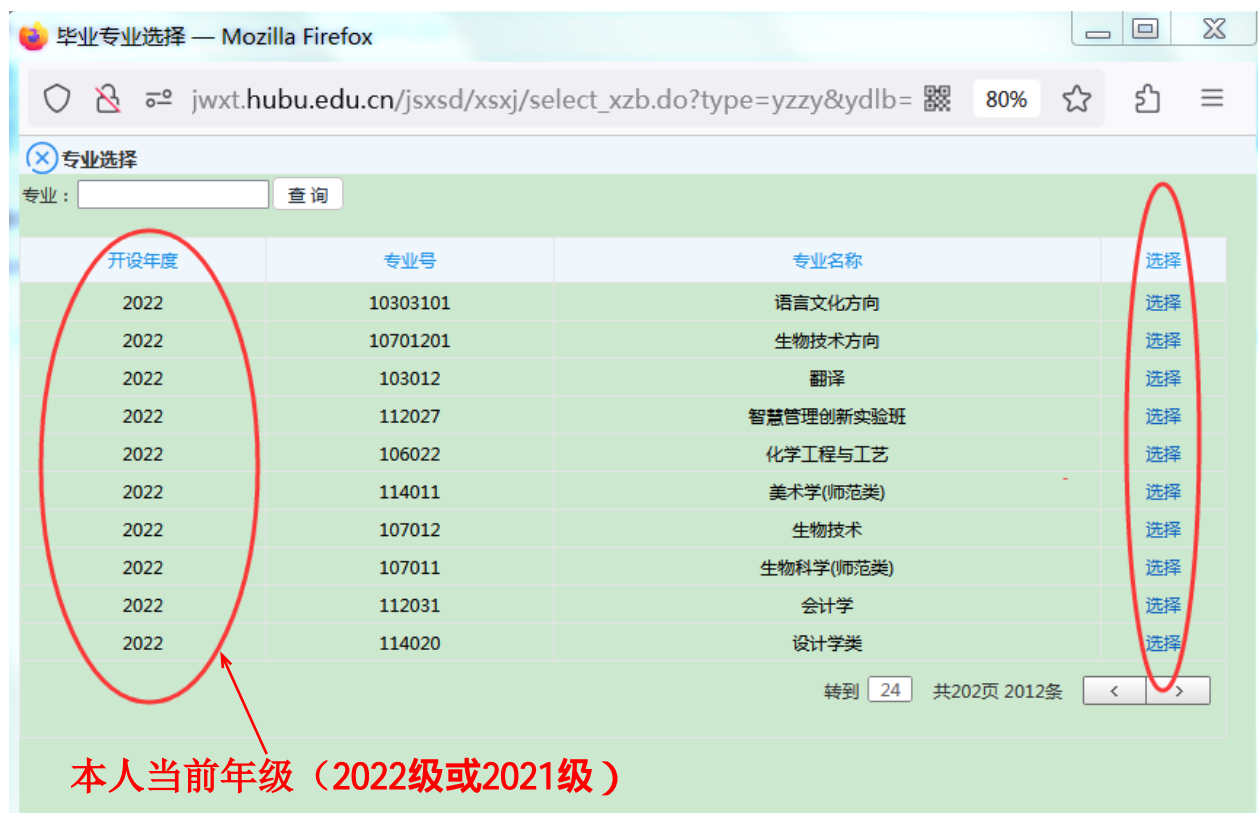 毕业专业选择 — Mozilla Firefox
jwxt.hubu.edu.cn/jsxsd/xsxj/select_xzb.do?type=yzzy&ydlb= 80%
专业选择
专业： 查询
开设年度 专业号 专业名称 选择
2022 10303101 语言文化方向 选择
2022 10701201 生物技术方向 选择
2022 103012 翻译 选择
2022 112027 智慧管理创新实验班 选择
2022 106022 化学工程与工艺 选择
2022 114011 美术学(师范类) 选择
2022 107012 生物技术 选择
2022 107011 生物科学(师范类) 选择
2022 112031 会计学 选择
2022 114020 设计学类 选择
转到 24 共202页 2012条 < >
本人当前年级（2022级或2021级）